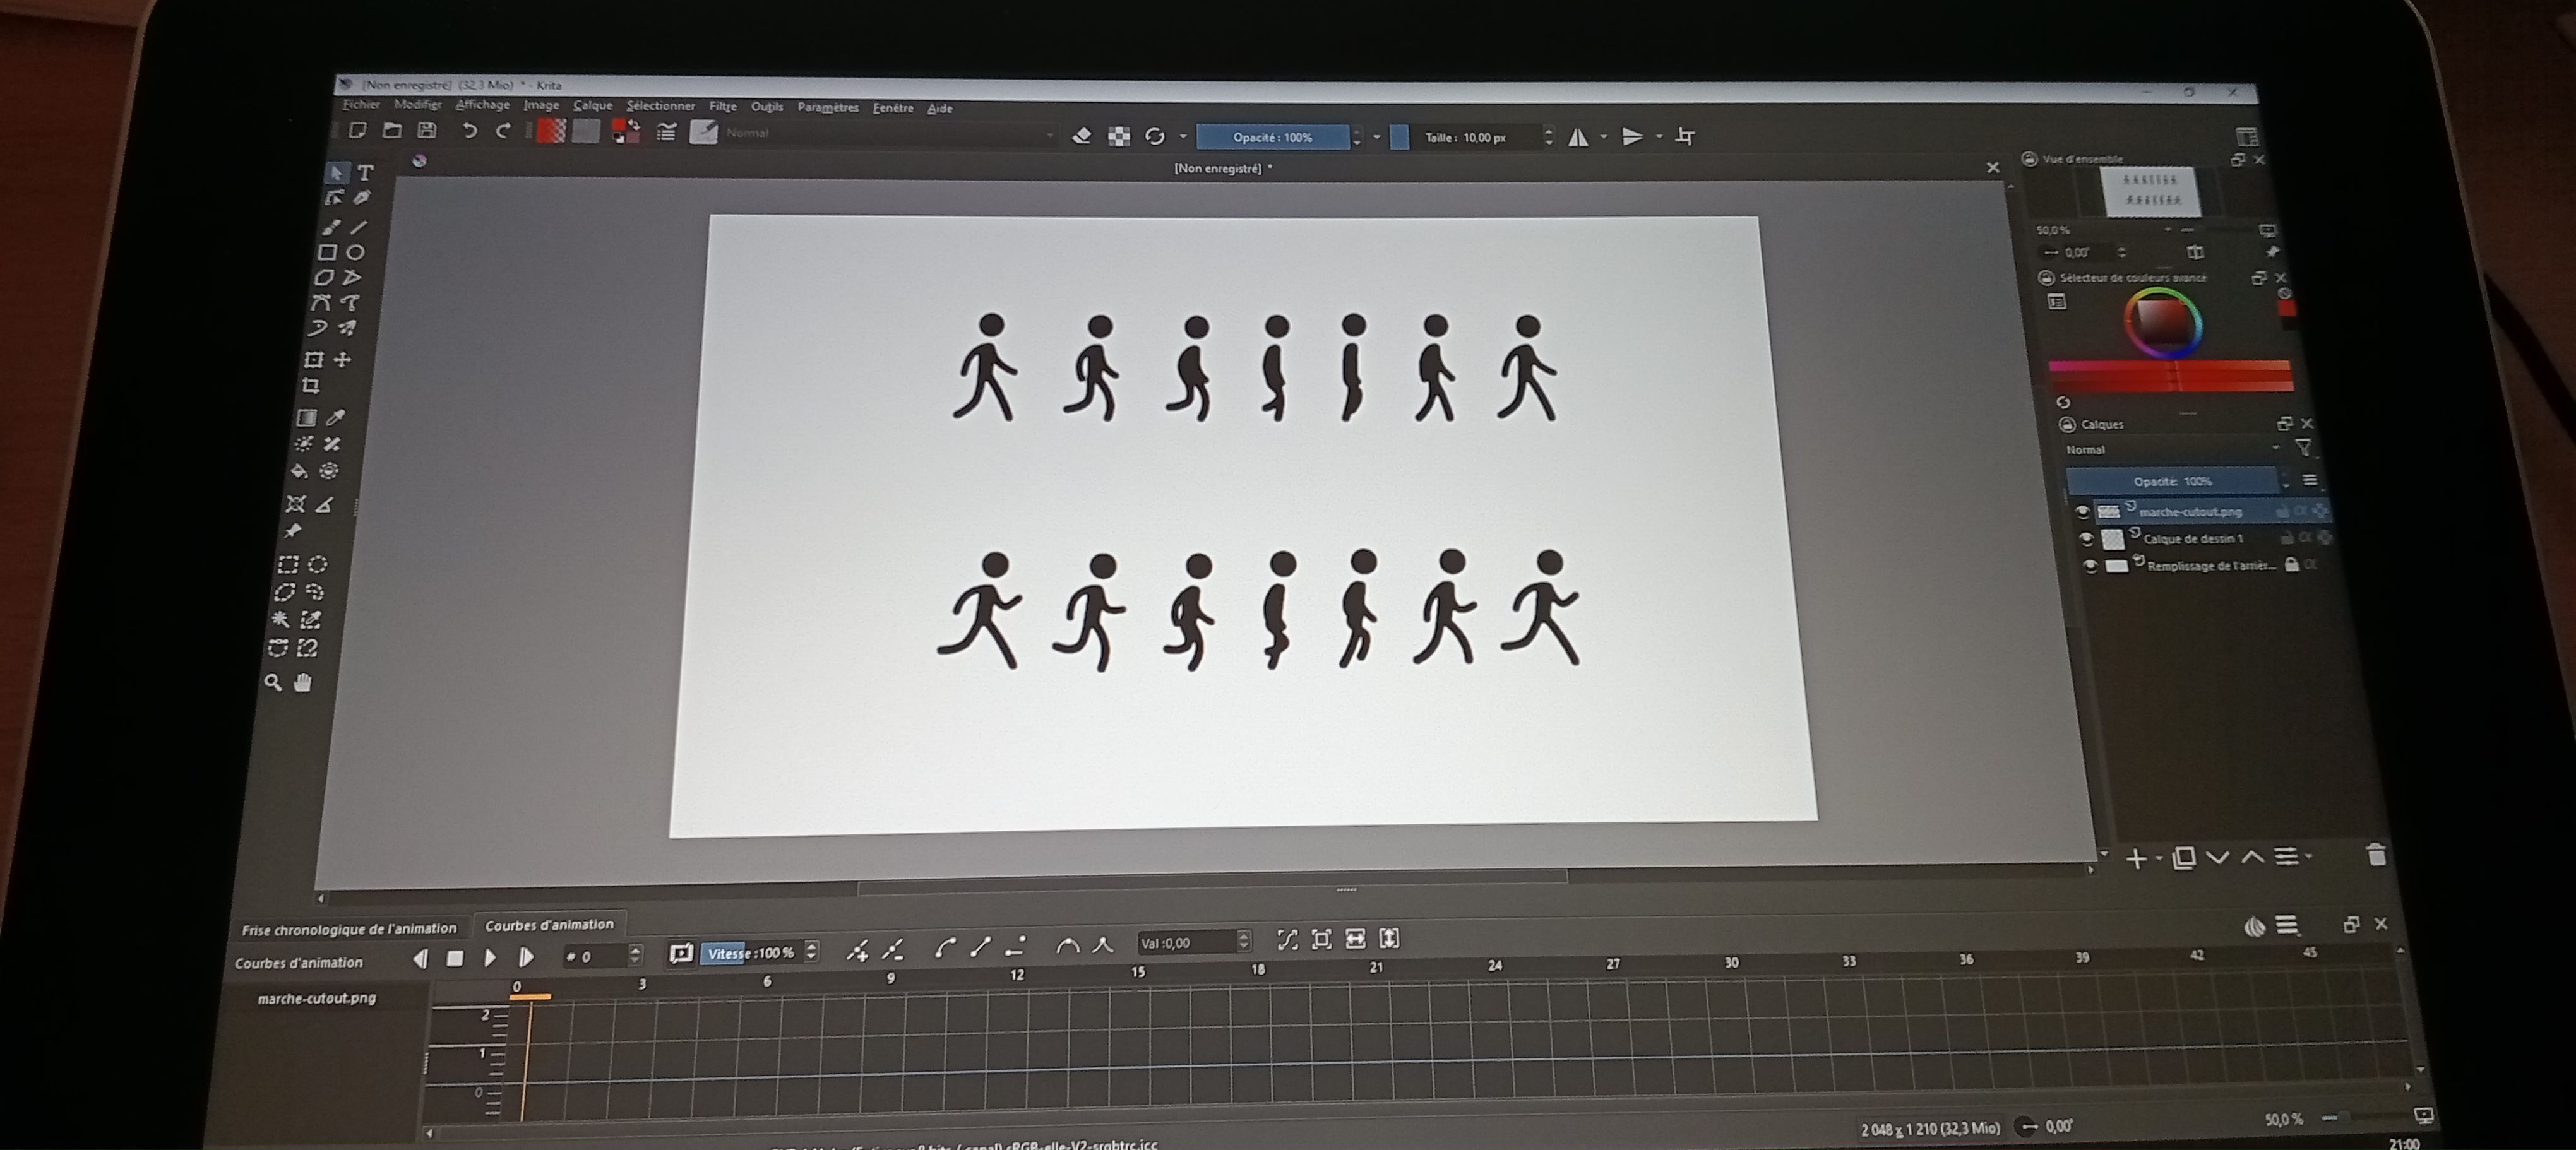 [Non enregistré] (32,3 Mio) * - Krita
Fichier Modifier Affichage Image Calque Sélectionner Filtre Outils Paramètres Fenêtre Aide
Normal
Opacité : 100%
Taille : 10,00 px
[Non enregistré] *
Vue d'ensemble
50,0 %
0,00°
Sélecteur de couleurs avancé
Calques
Normal
Opacité: 100%
marche-cutout.png
Calque de dessin 1
Remplissage de l'arrièr...
Frise chronologique de l'animation
Courbes d'animation
Courbes d'animation
# 0
Vitesse :100 %
Val :0,00
0 3 6 9 12 15 18 21 24 27 30 33 36 39 42 45
marche-cutout.png
2
1
0
2 048 x 1 210 (32,3 Mio)
0,00°
50,0 %
sRGB-elle-V2-srgbtrc.icc
21:00